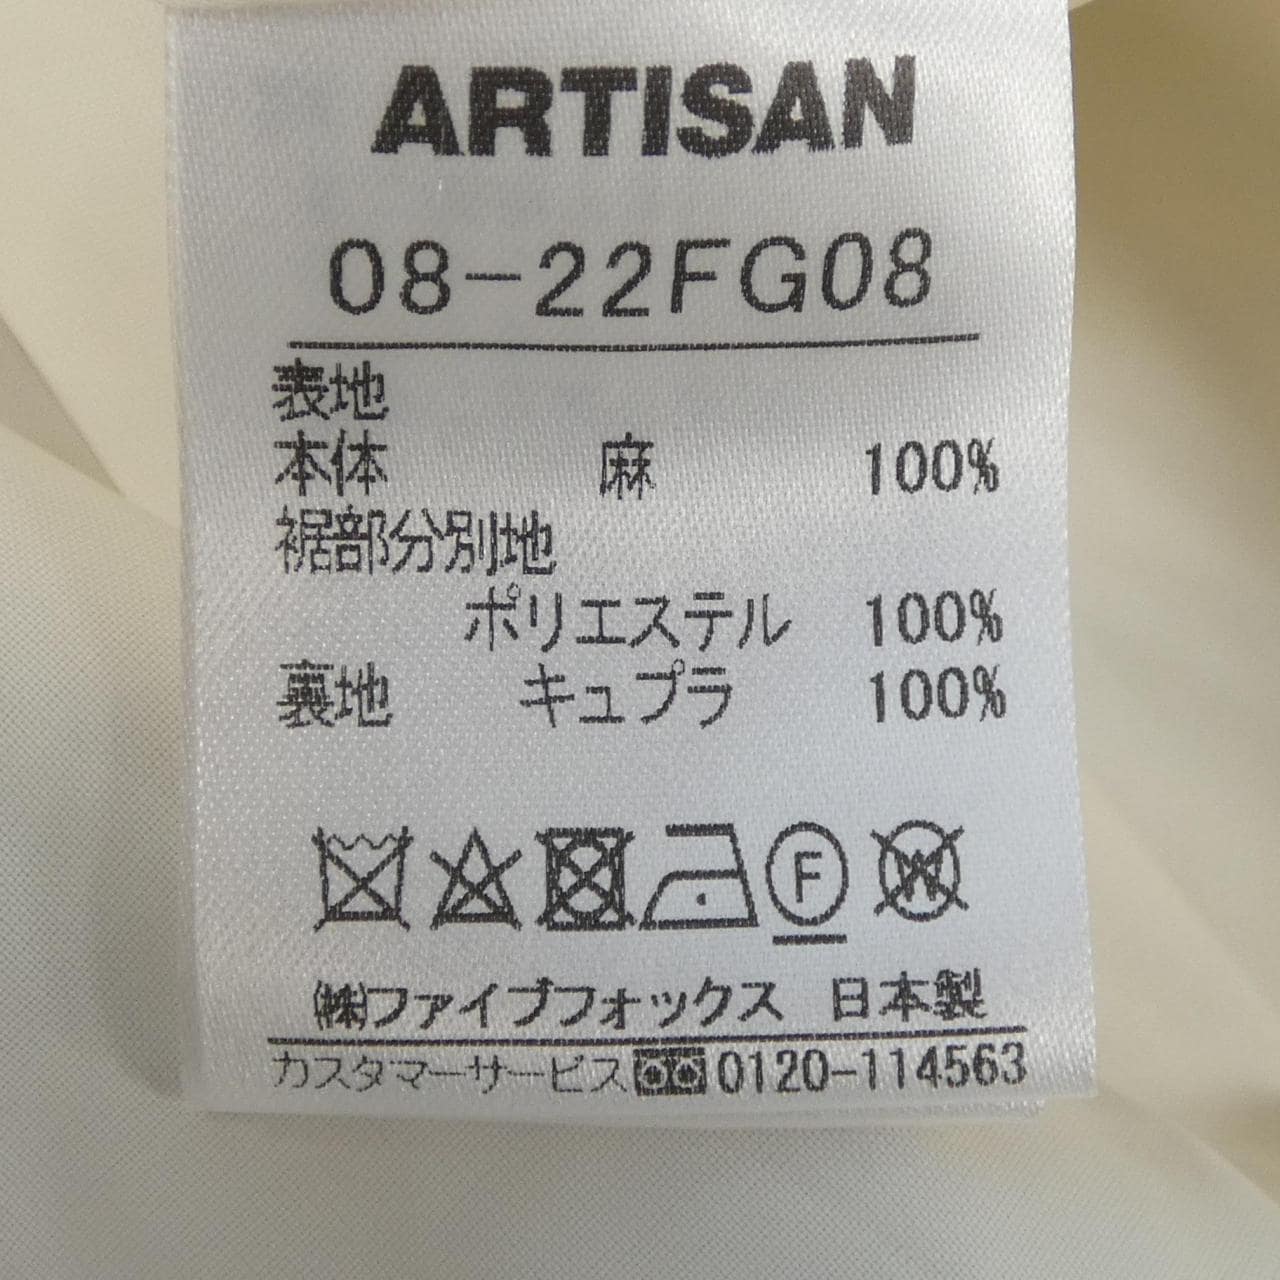 ARTISAN
08-22FG08
表地
本体 麻 100%
裾部分別地
ポリエステル 100%
裏地 キュプラ 100%
F W
㈱ファイブフォックス 日本製
カスタマーサービス 0120-114563